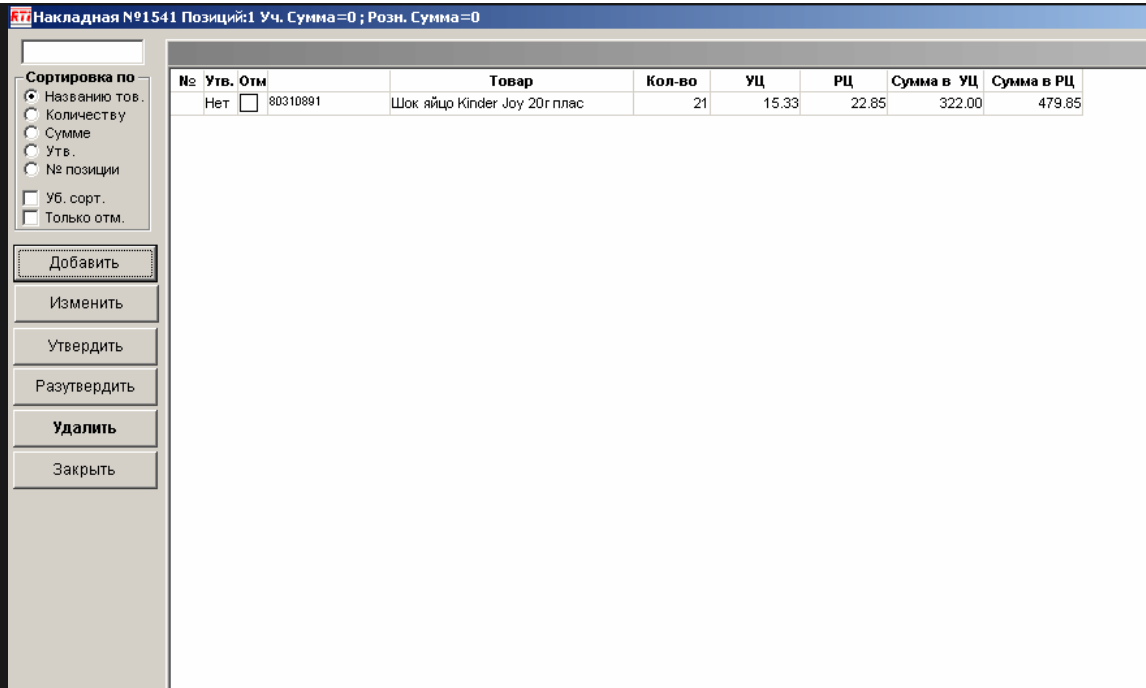 RTI Накладная №1541 Позиций:1 Уч. Сумма=0 ; Розн. Сумма=0
Сортировка по
Названию тов.
Количеству
Сумме
Утв.
№ позиции
Уб. сорт.
Только отм.
Добавить
Изменить
Утвердить
Разутвердить
Удалить
Закрыть
№ Утв. Отм Товар Кол-во УЦ РЦ Сумма в УЦ Сумма в РЦ
Нет 80310891 Шок яйцо Kinder Joy 20г плас 21 15.33 22.85 322.00 479.85